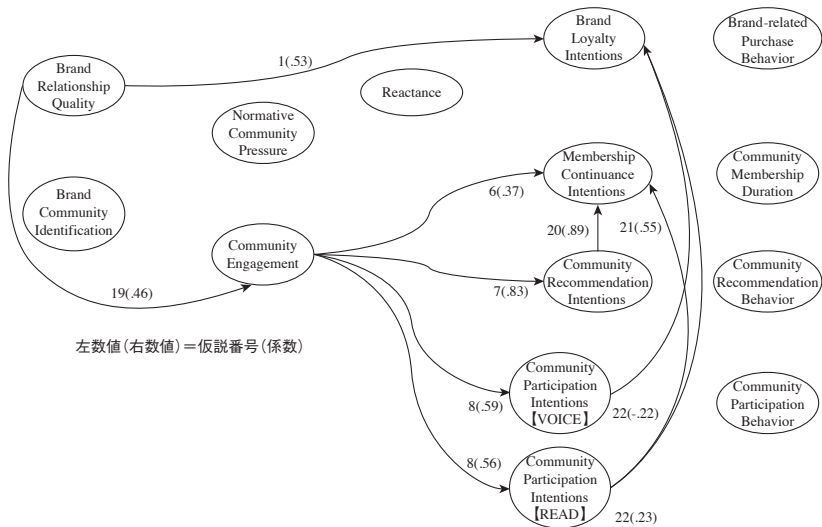 Brand
Relationship
Quality
1(.53)
Brand
Loyalty
Intentions
Brand-related
Purchase
Behavior
Reactance
Normative
Community
Pressure
Membership
Continuance
Intentions
Community
Membership
Duration
Brand
Community
Identification
6(.37)
20(.89)
21(.55)
Community
Engagement
7(.83)
Community
Recommendation
Intentions
Community
Recommendation
Behavior
19(.46)
左数値(右数値)=仮説番号(係数)
Community
Participation
Intentions
【VOICE】
8(.59)
22(-.22)
Community
Participation
Behavior
8(.56)
Community
Participation
Intentions
【READ】
22(.23)